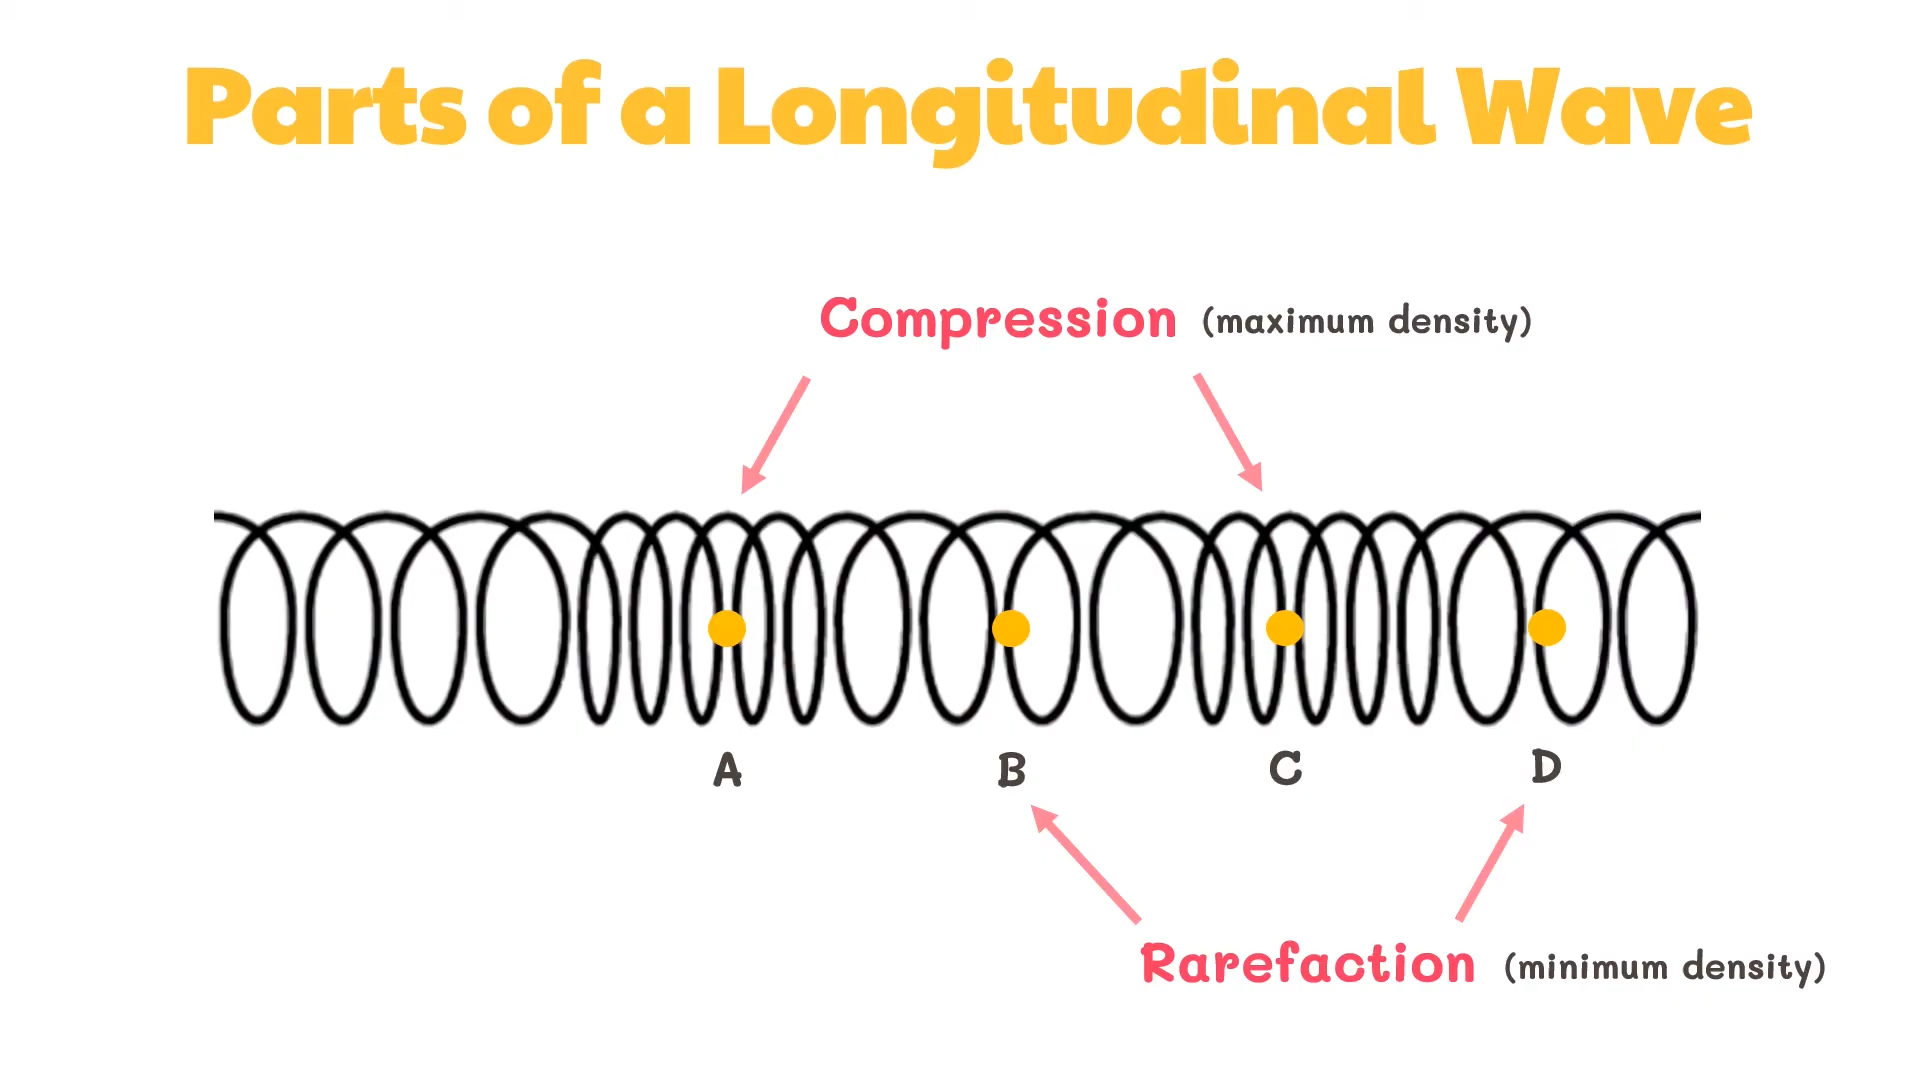 Parts of a Longitudinal Wave
Compression (maximum density)
A B C D
Rarefaction (minimum density)